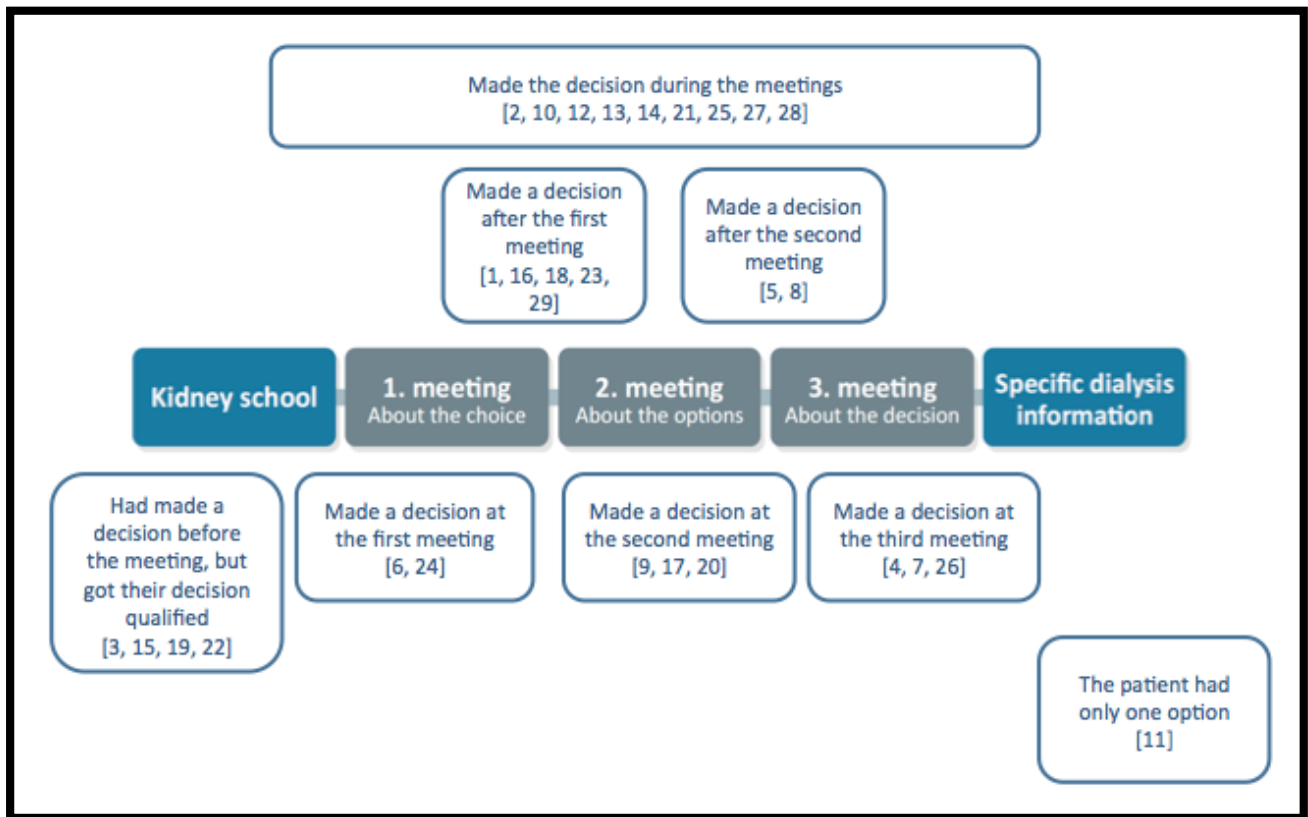 Made the decision during the meetings
[2, 10, 12, 13, 14, 21, 25, 27, 28]
Made a decision
after the first
meeting
[1, 16, 18, 23,
29]
Made a decision
after the second
meeting
[5, 8]
Kidney school
1. meeting
About the choice
2. meeting
About the options
3. meeting
About the decision
Specific dialysis
information
Had made a
decision before
the meeting, but
got their decision
qualified
[3, 15, 19, 22]
Made a decision at
the first meeting
[6, 24]
Made a decision at
the second meeting
[9, 17, 20]
Made a decision at
the third meeting
[4, 7, 26]
The patient had
only one option
[11]